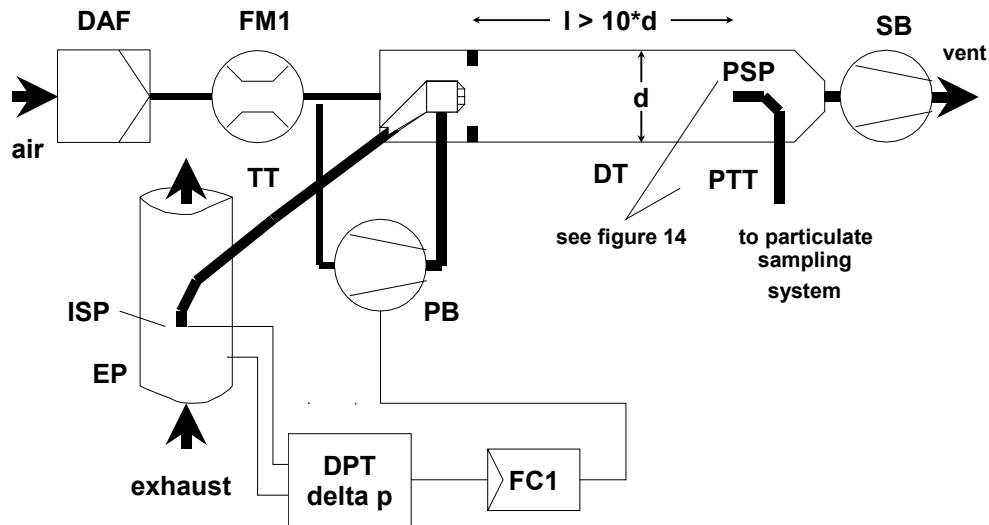 DAF
FM1
l > 10*d
SB
vent
PSP
d
air
TT
DT
PTT
see figure 14
to particulate
sampling
system
ISP
PB
EP
DPT
delta p
FC1
exhaust